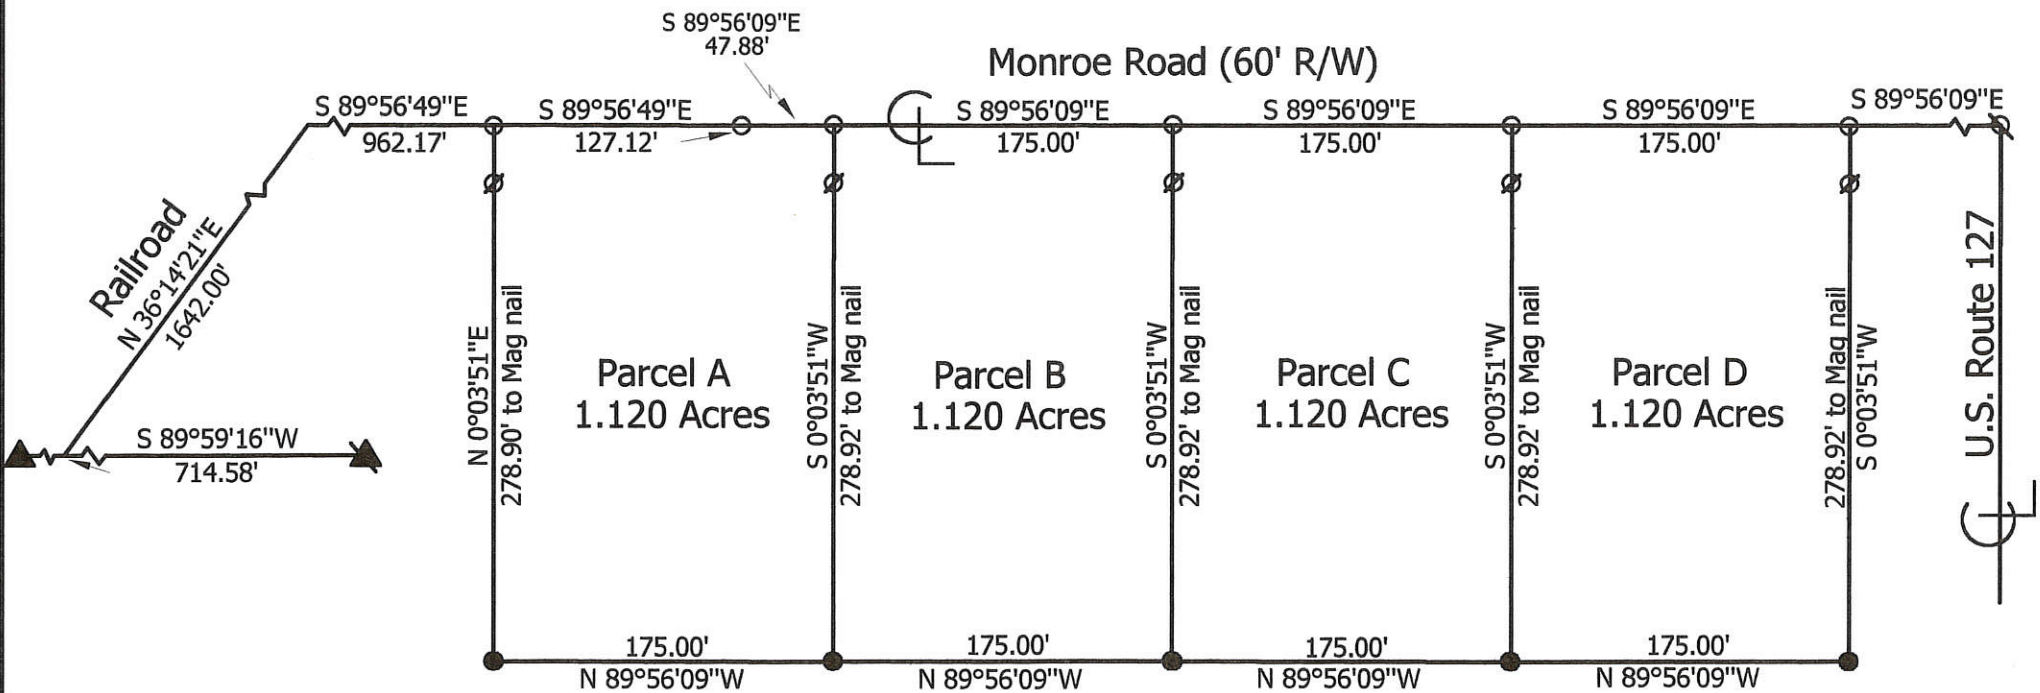 S 89°56'09"E
47.88'
Monroe Road (60' R/W)
S 89°56'49"E
962.17'
S 89°56'49"E
127.12'
S 89°56'09"E
175.00'
S 89°56'09"E
175.00'
S 89°56'09"E
175.00'
S 89°56'09"E
CL
Railroad
N 36°14'21"E
1642.00'
S 89°59'16"W
714.58'
N 0°03'51"E
278.90' to Mag nail
Parcel A
1.120 Acres
S 0°03'51"W
278.92' to Mag nail
Parcel B
1.120 Acres
S 0°03'51"W
278.92' to Mag nail
Parcel C
1.120 Acres
S 0°03'51"W
278.92' to Mag nail
Parcel D
1.120 Acres
278.92' to Mag nail
S 0°03'51"W
U.S. Route 127
CL
175.00'
N 89°56'09"W
175.00'
N 89°56'09"W
175.00'
N 89°56'09"W
175.00'
N 89°56'09"W